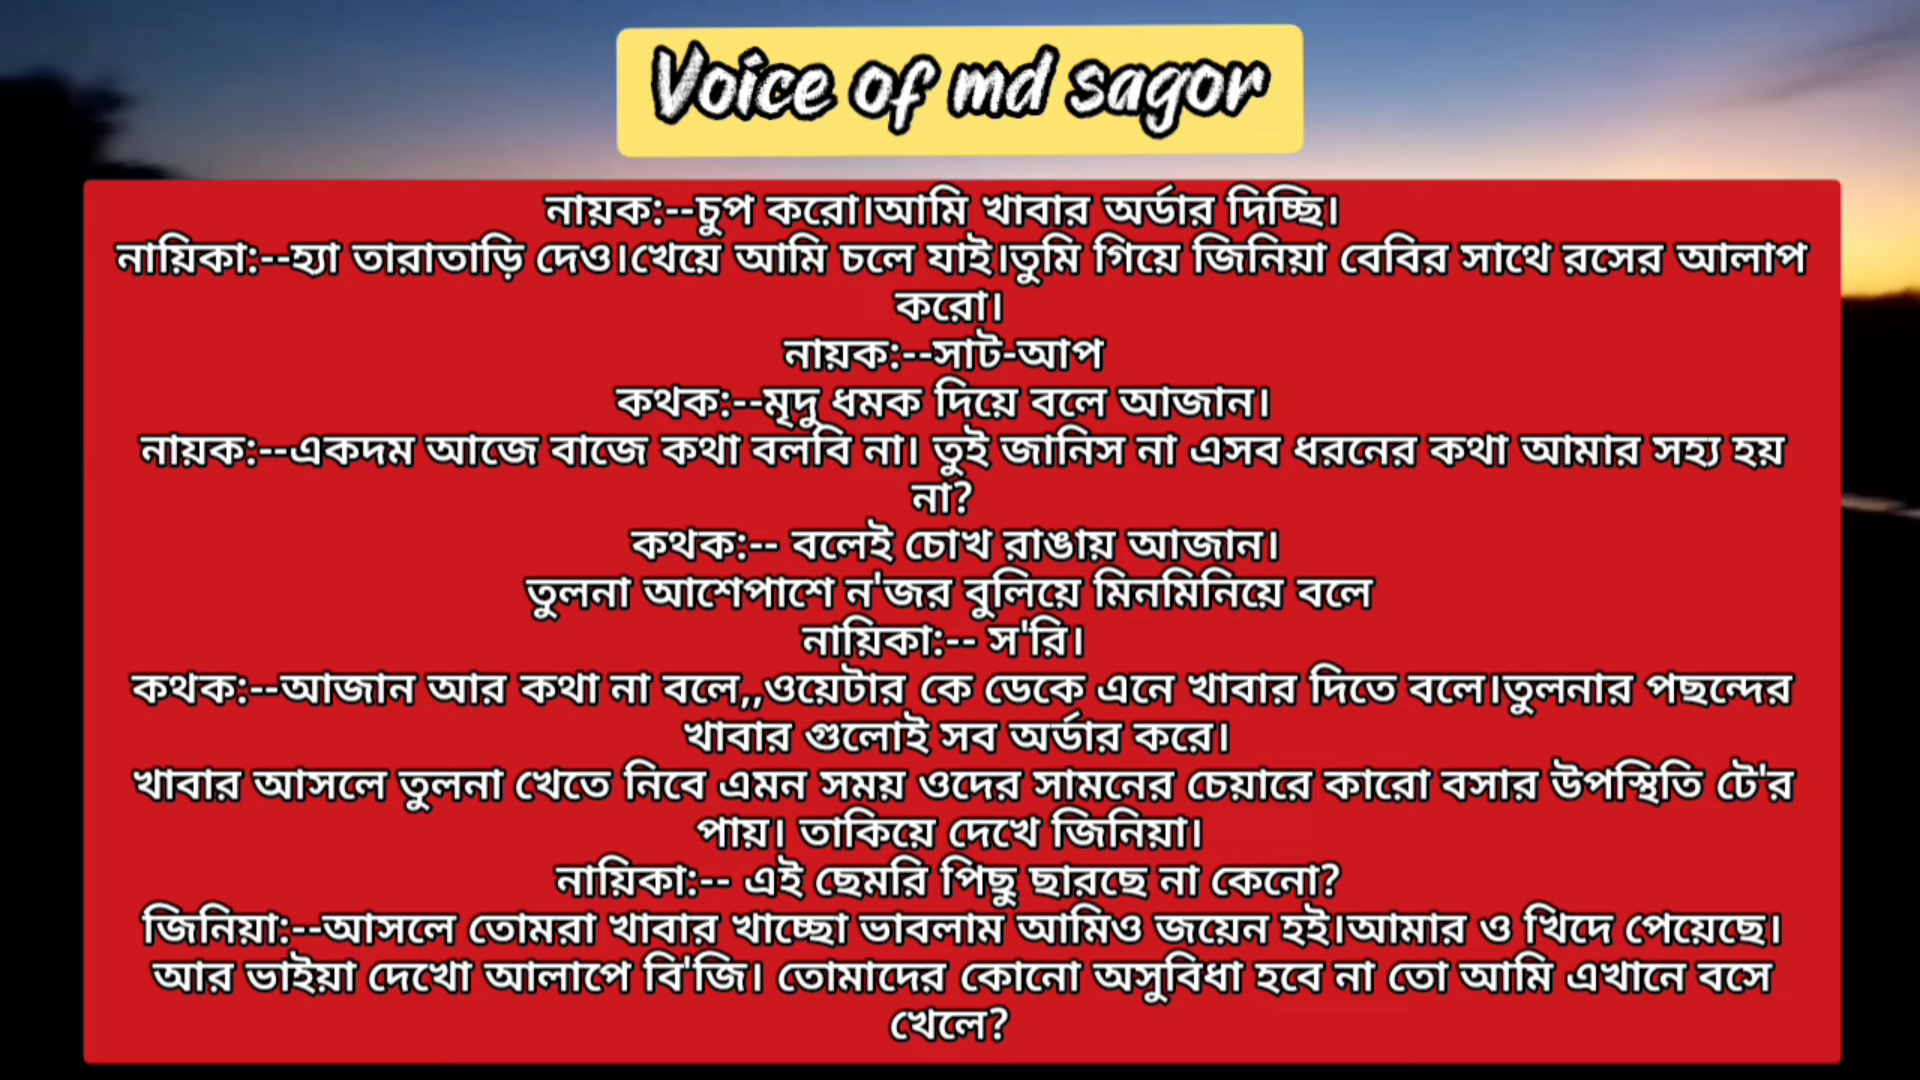 Voice of md sagor
নায়ক:--চুপ করো।আমি খাবার অর্ডার দিচ্ছি।
নায়িকা:--হ্যা তারাতাড়ি দেও।খেয়ে আমি চলে যাই।তুমি গিয়ে জিনিয়া বেবির সাথে রসের আলাপ
করো।
নায়ক:--সাট-আপ
কথক:--মৃদু ধমক দিয়ে বলে আজান।
নায়ক:--একদম আজে বাজে কথা বলবি না। তুই জানিস না এসব ধরনের কথা আমার সহ্য হয়
না?
কথক:-- বলেই চোখ রাঙায় আজান।
তুলনা আশেপাশে ন'জর বুলিয়ে মিনমিনিয়ে বলে
নায়িকা:-- স'রি।
কথক:--আজান আর কথা না বলে,,ওয়েটার কে ডেকে এনে খাবার দিতে বলে।তুলনার পছন্দের
খাবার গুলোই সব অর্ডার করে।
খাবার আসলে তুলনা খেতে নিবে এমন সময় ওদের সামনের চেয়ারে কারো বসার উপস্থিতি টে'র
পায়। তাকিয়ে দেখে জিনিয়া।
নায়িকা:-- এই ছেমরি পিছু ছারছে না কেনো?
জিনিয়া:--আসলে তোমরা খাবার খাচ্ছো ভাবলাম আমিও জয়েন হই।আমার ও খিদে পেয়েছে।
আর ভাইয়া দেখো আলাপে বি'জি। তোমাদের কোনো অসুবিধা হবে না তো আমি এখানে বসে
খেলে?